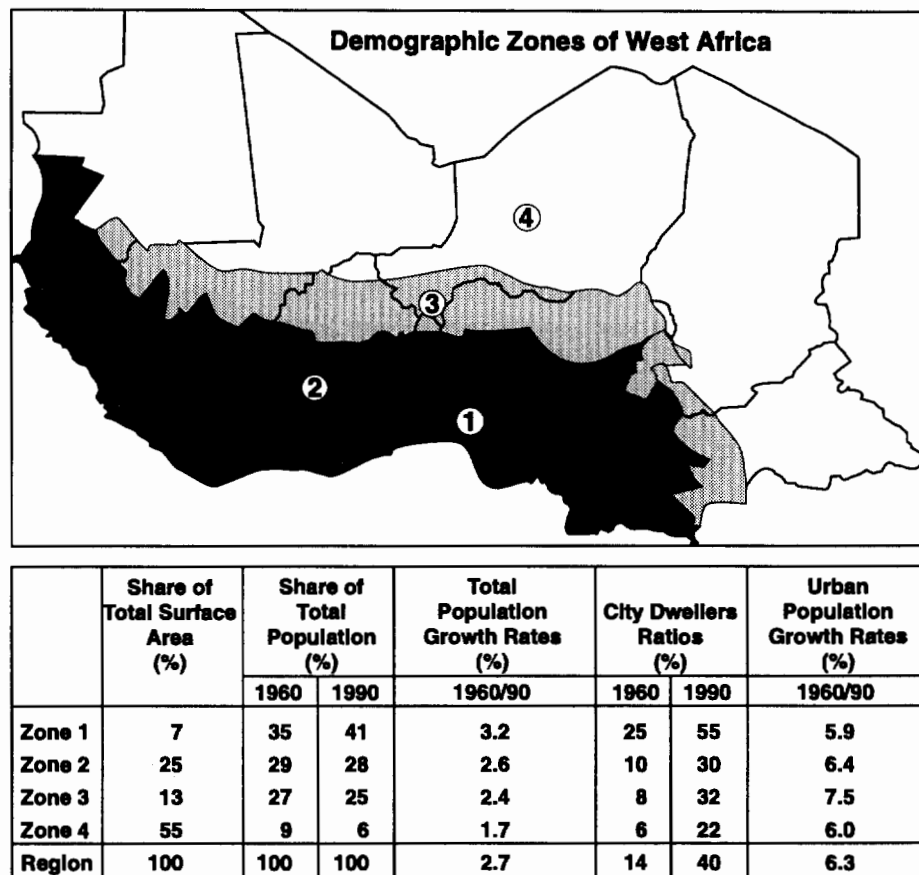 Demographic Zones of West Africa
4
3
2
1
Share of Total Surface Area (%) Share of Total Population (%) Total Population Growth Rates (%) City Dwellers Ratios (%) Urban Population Growth Rates (%)
1960 1990 1960/90 1960 1990 1960/90
Zone 1 7 35 41 3.2 25 55 5.9
Zone 2 25 29 28 2.6 10 30 6.4
Zone 3 13 27 25 2.4 8 32 7.5
Zone 4 55 9 6 1.7 6 22 6.0
Region 100 100 100 2.7 14 40 6.3